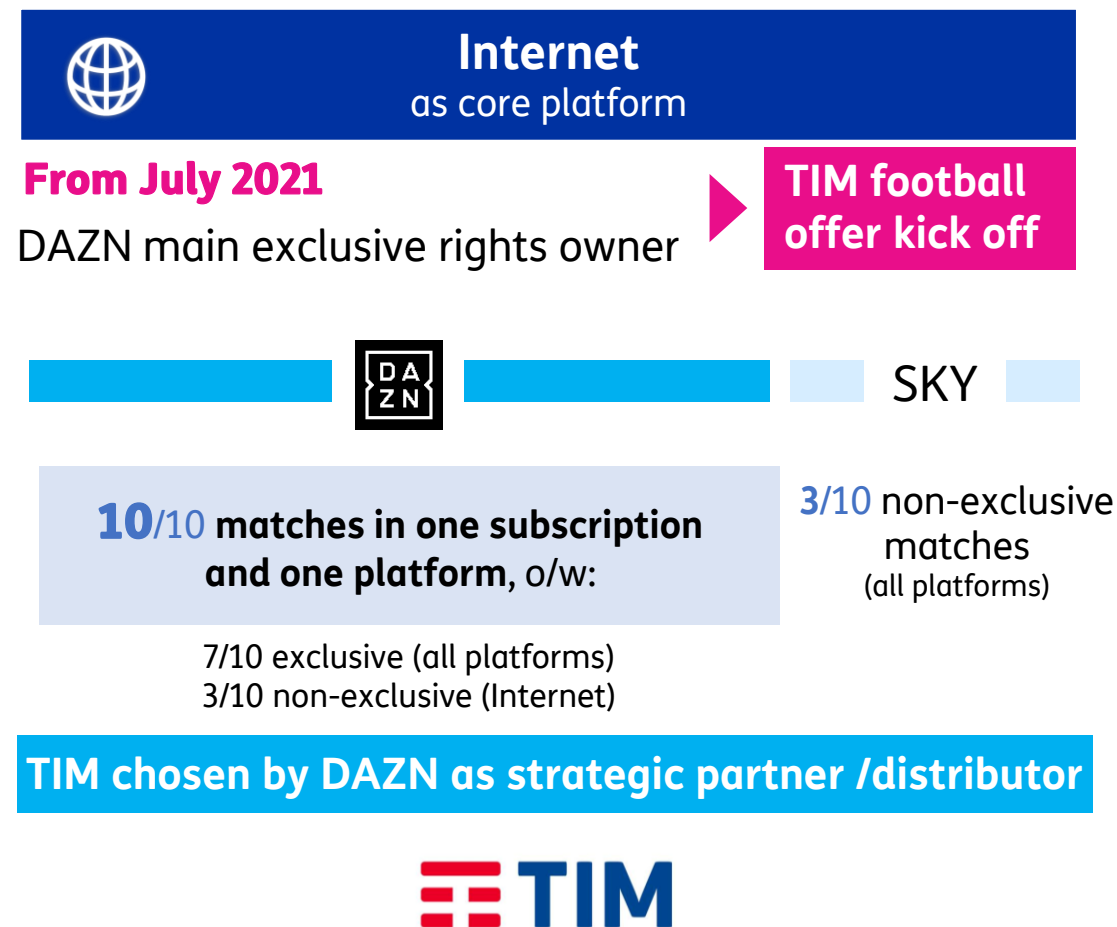 Internet
as core platform
From July 2021
DAZN main exclusive rights owner
TIM football
offer kick off
DA
ZN
SKY
10/10 matches in one subscription
and one platform, o/w:
7/10 exclusive (all platforms)
3/10 non-exclusive (Internet)
3/10 non-exclusive
matches
(all platforms)
TIM chosen by DAZN as strategic partner /distributor
TIM